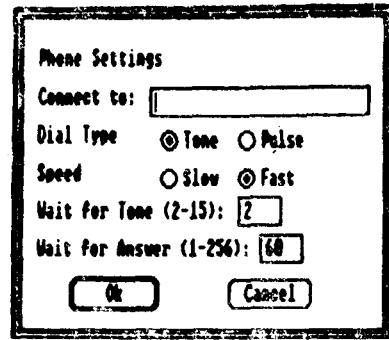 Phone Settings
Connect to:
Dial Type Tone Pulse
Speed Slow Fast
Wait for Tone (2-15): 2
Wait for Answer (1-256): 60
Ok Cancel